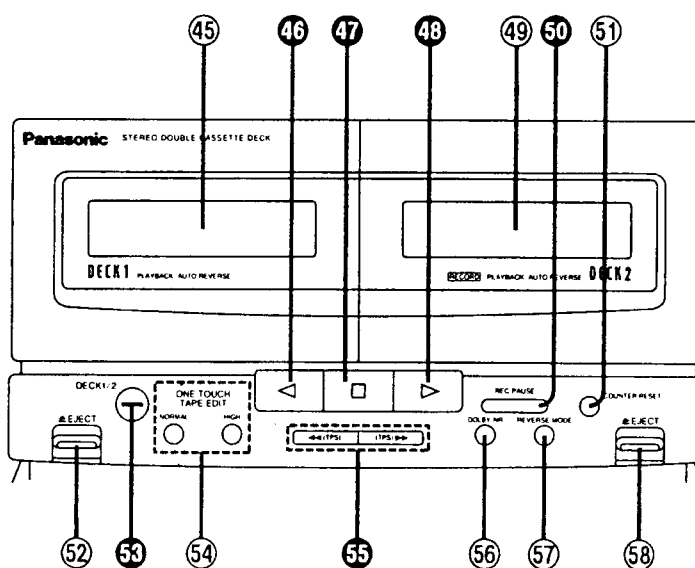 45 46 47 48 49 50 51
Panasonic STEREO DOUBLE CASSETTE DECK
DECK1 PLAYBACK AUTO REVERSE
RECORD PLAYBACK AUTO REVERSE DECK2
DECK1/2
ONE TOUCH
TAPE EDIT
NORMAL HIGH
REC PAUSE
COUNTER RESET
≜EJECT
◀◀(TPS) (TPS)▶▶
DOLBY NR REVERSE MODE
≜EJECT
52 53 54 55 56 57 58